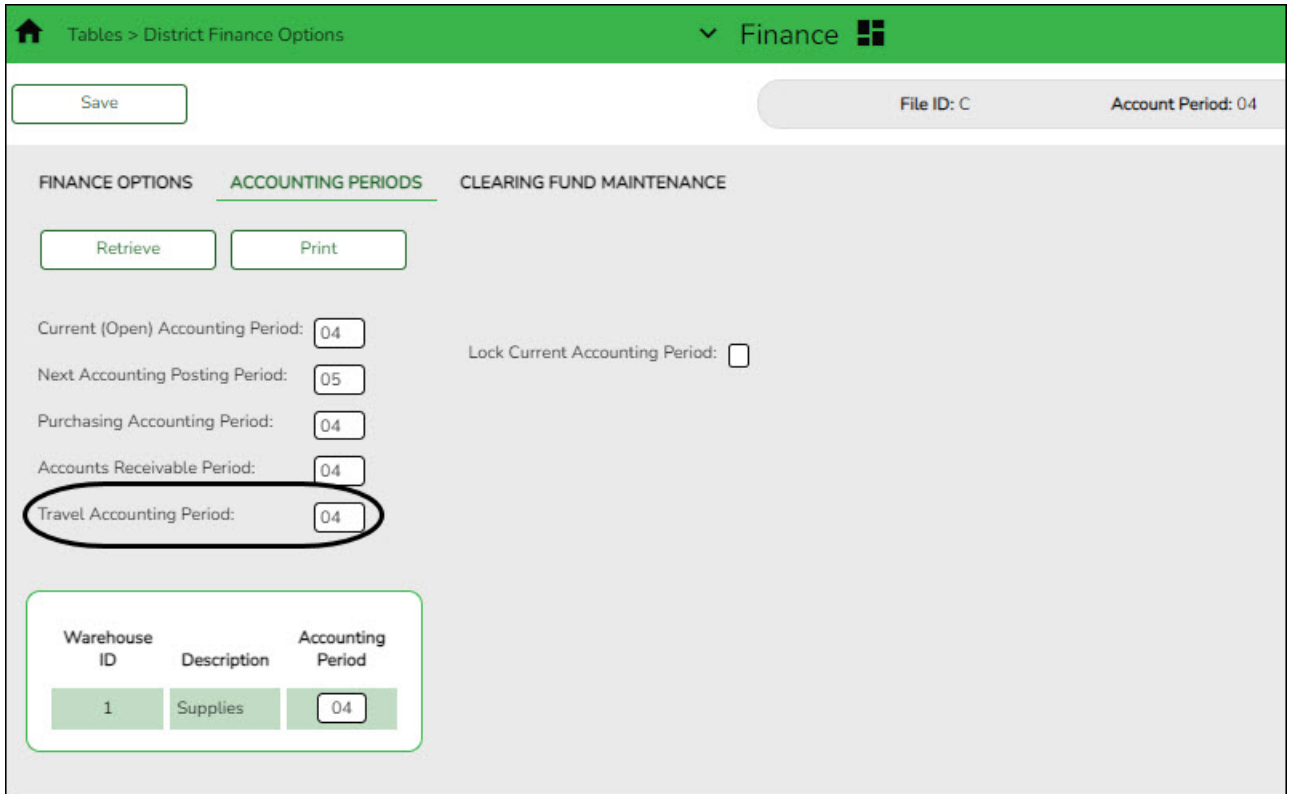 Tables > District Finance Options
Finance
Save
File ID: C
Account Period: 04
FINANCE OPTIONS
ACCOUNTING PERIODS
CLEARING FUND MAINTENANCE
Retrieve
Print
Current (Open) Accounting Period: 04
Lock Current Accounting Period:
Next Accounting Posting Period: 05
Purchasing Accounting Period: 04
Accounts Receivable Period: 04
Travel Accounting Period: 04
Warehouse ID
Description
Accounting Period
1
Supplies
04